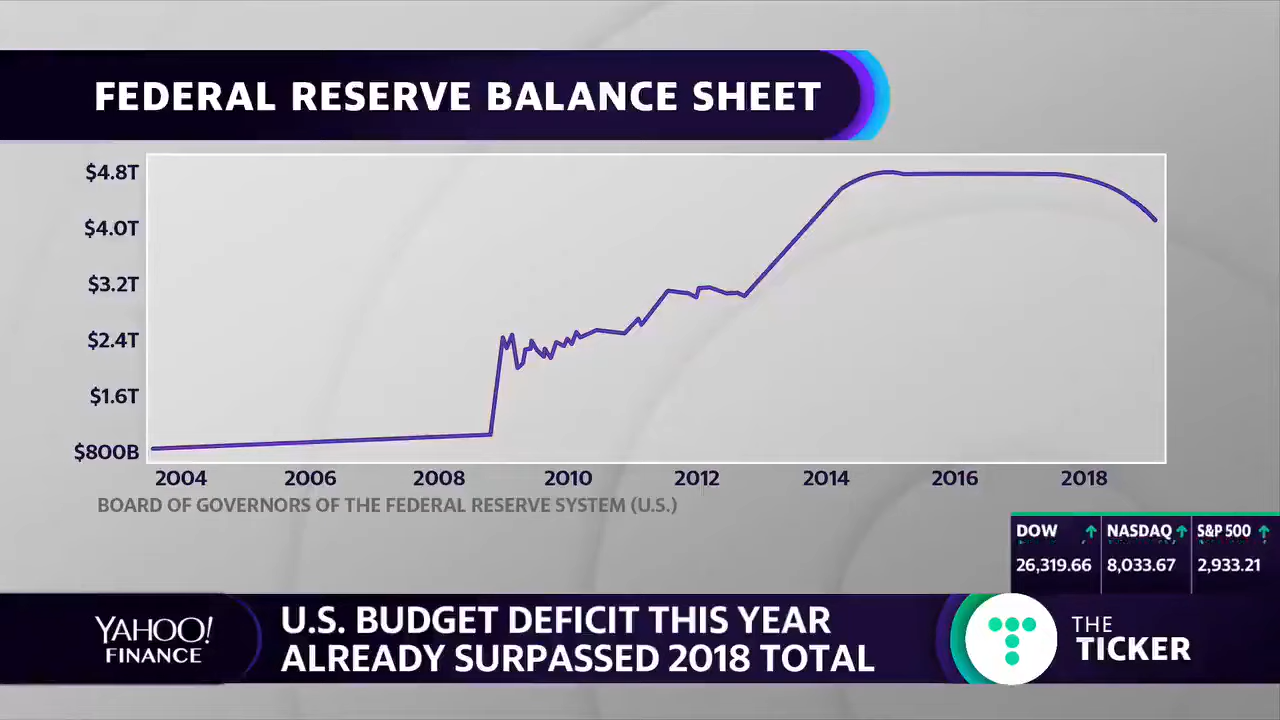 FEDERAL RESERVE BALANCE SHEET
$4.8T
$4.0T
$3.2T
$2.4T
$1.6T
$800B
2004 2006 2008 2010 2012 2014 2016 2018
BOARD OF GOVERNORS OF THE FEDERAL RESERVE SYSTEM (U.S.)
DOW NASDAQ S&P 500
26,319.66 8,033.67 2,933.21
YAHOO!
FINANCE
U.S. BUDGET DEFICIT THIS YEAR
ALREADY SURPASSED 2018 TOTAL
THE
TICKER